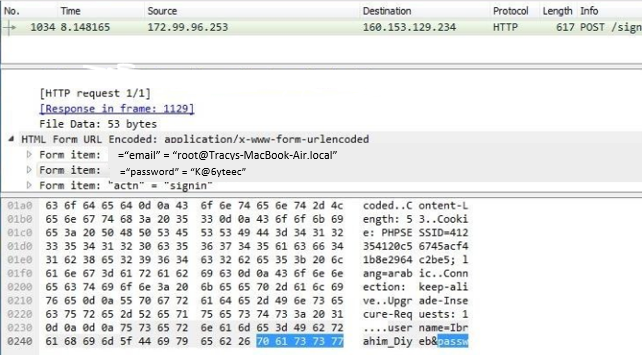 No. Time Source Destination Protocol Length Info
1034 8.148165 172.99.96.253 160.153.129.234 HTTP 617 POST /sign
[HTTP request 1/1]
[Response in frame: 1129]
File Data: 53 bytes
HTML Form URL Encoded: application/x-www-form-urlencoded
Form item: ="email" = "root@Tracys-MacBook-Air.local"
Form item: ="password" = "K@6yteec"
Form item: "actn" = "signin"
01a0 63 6f 64 65 64 0d 0a 43 6f 6e 74 65 6e 74 2d 4c coded..C ontent-L
01b0 65 6e 67 74 68 3a 20 35 33 0d 0a 43 6f 6f 6b 69 ength: 5 3..Cooki
01c0 65 3a 20 50 48 50 53 45 53 53 49 44 3d 34 31 32 e: PHPSE SSID=412
01d0 33 35 34 31 32 30 63 35 36 37 34 35 61 63 66 34 354120c5 6745acf4
01e0 31 62 38 65 32 39 36 34 63 32 62 65 35 3b 20 6c 1b8e2964 c2be5; l
01f0 61 6e 67 3d 61 72 61 62 69 63 0d 0a 43 6f 6e 6e ang=arab ic..Conn
0200 65 63 74 69 6f 6e 3a 20 6b 65 65 70 2d 61 6c 69 ection: keep-ali
0210 76 65 0d 0a 55 70 67 72 61 64 65 2d 49 6e 73 65 ve..Upgr ade-Inse
0220 63 75 72 65 2d 52 65 71 75 65 73 74 73 3a 20 31 cure-Req uests: 1
0230 0d 0a 0d 0a 75 73 65 72 6e 61 6d 65 3d 49 62 72 ....user name=Ibr
0240 61 68 69 6d 5f 44 69 79 65 62 26 70 61 73 73 77 ahim_Diy eb&passw